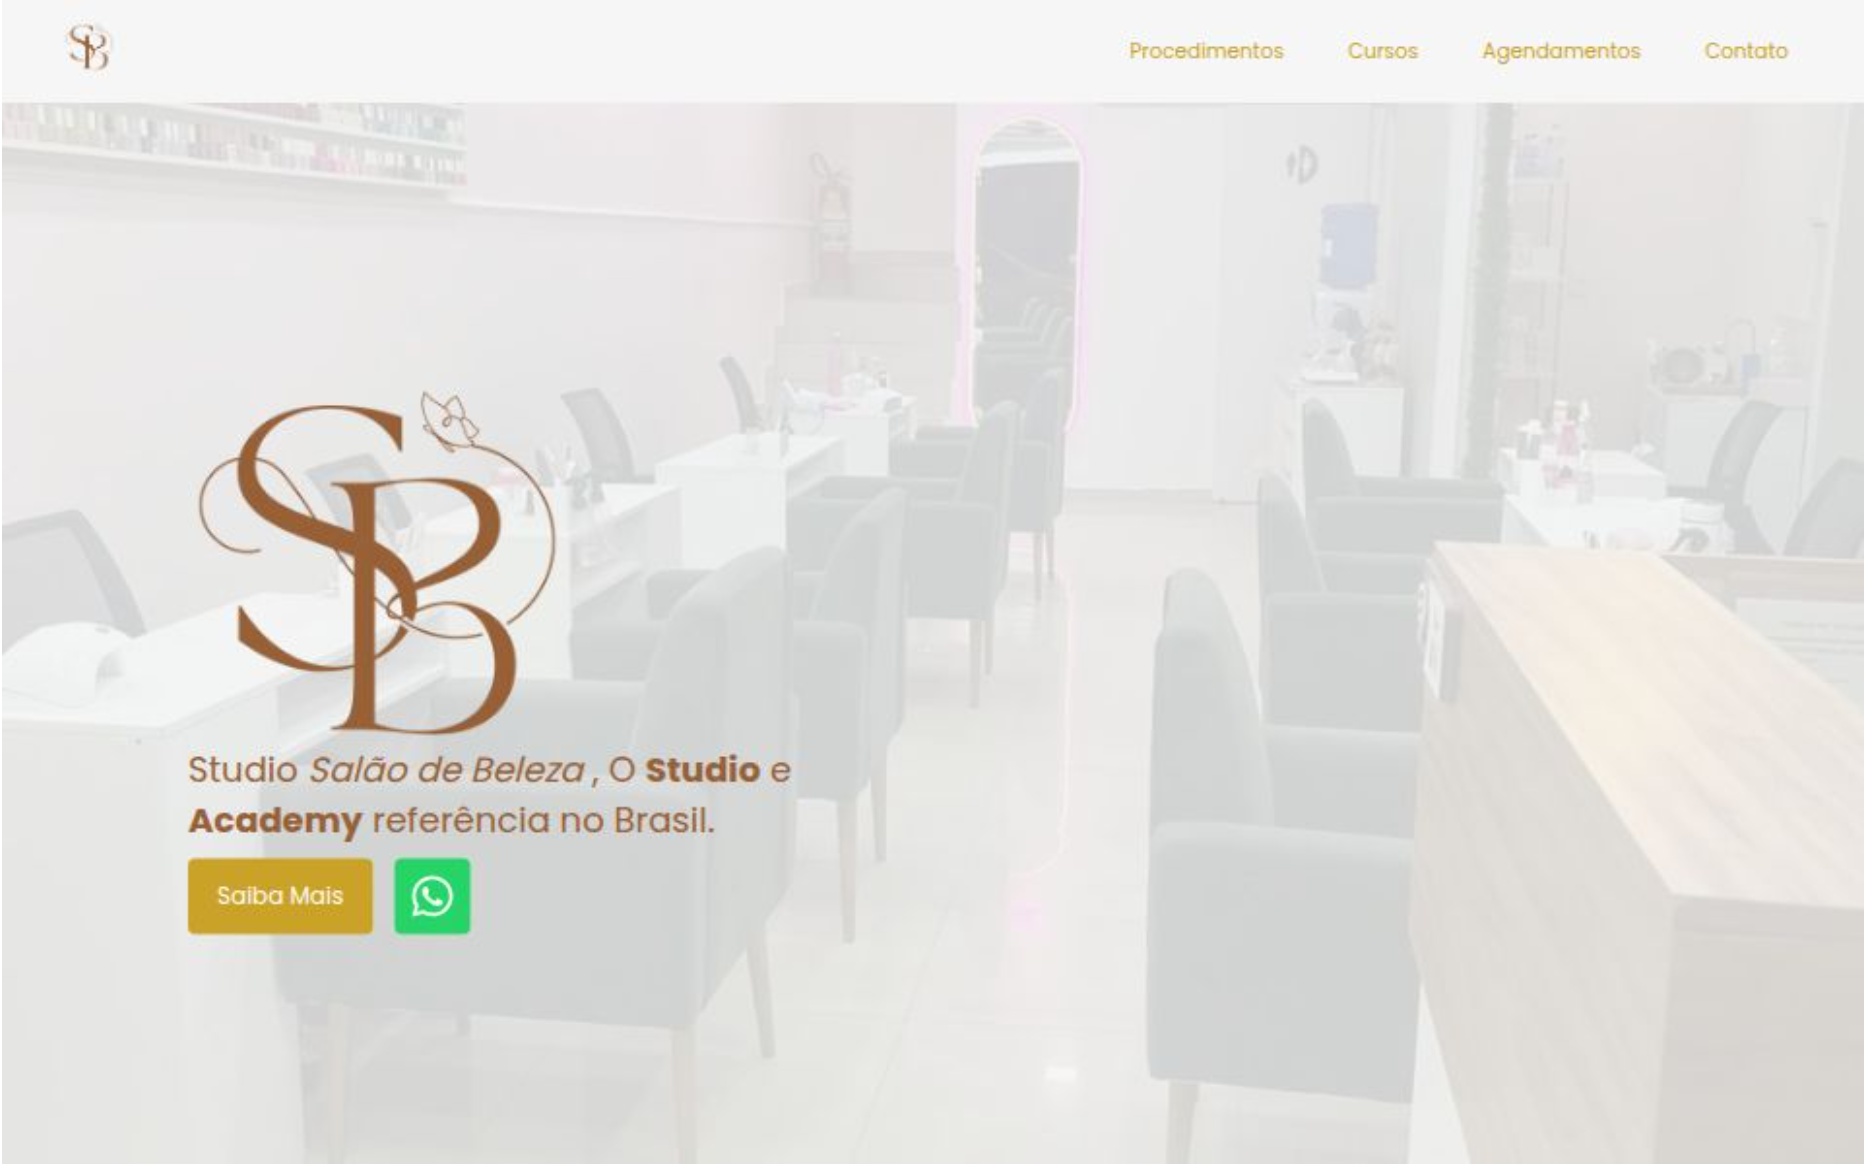 SB
Procedimentos Cursos Agendamentos Contato
SB
Studio Salão de Beleza , O Studio e
Academy referência no Brasil.
Saiba Mais